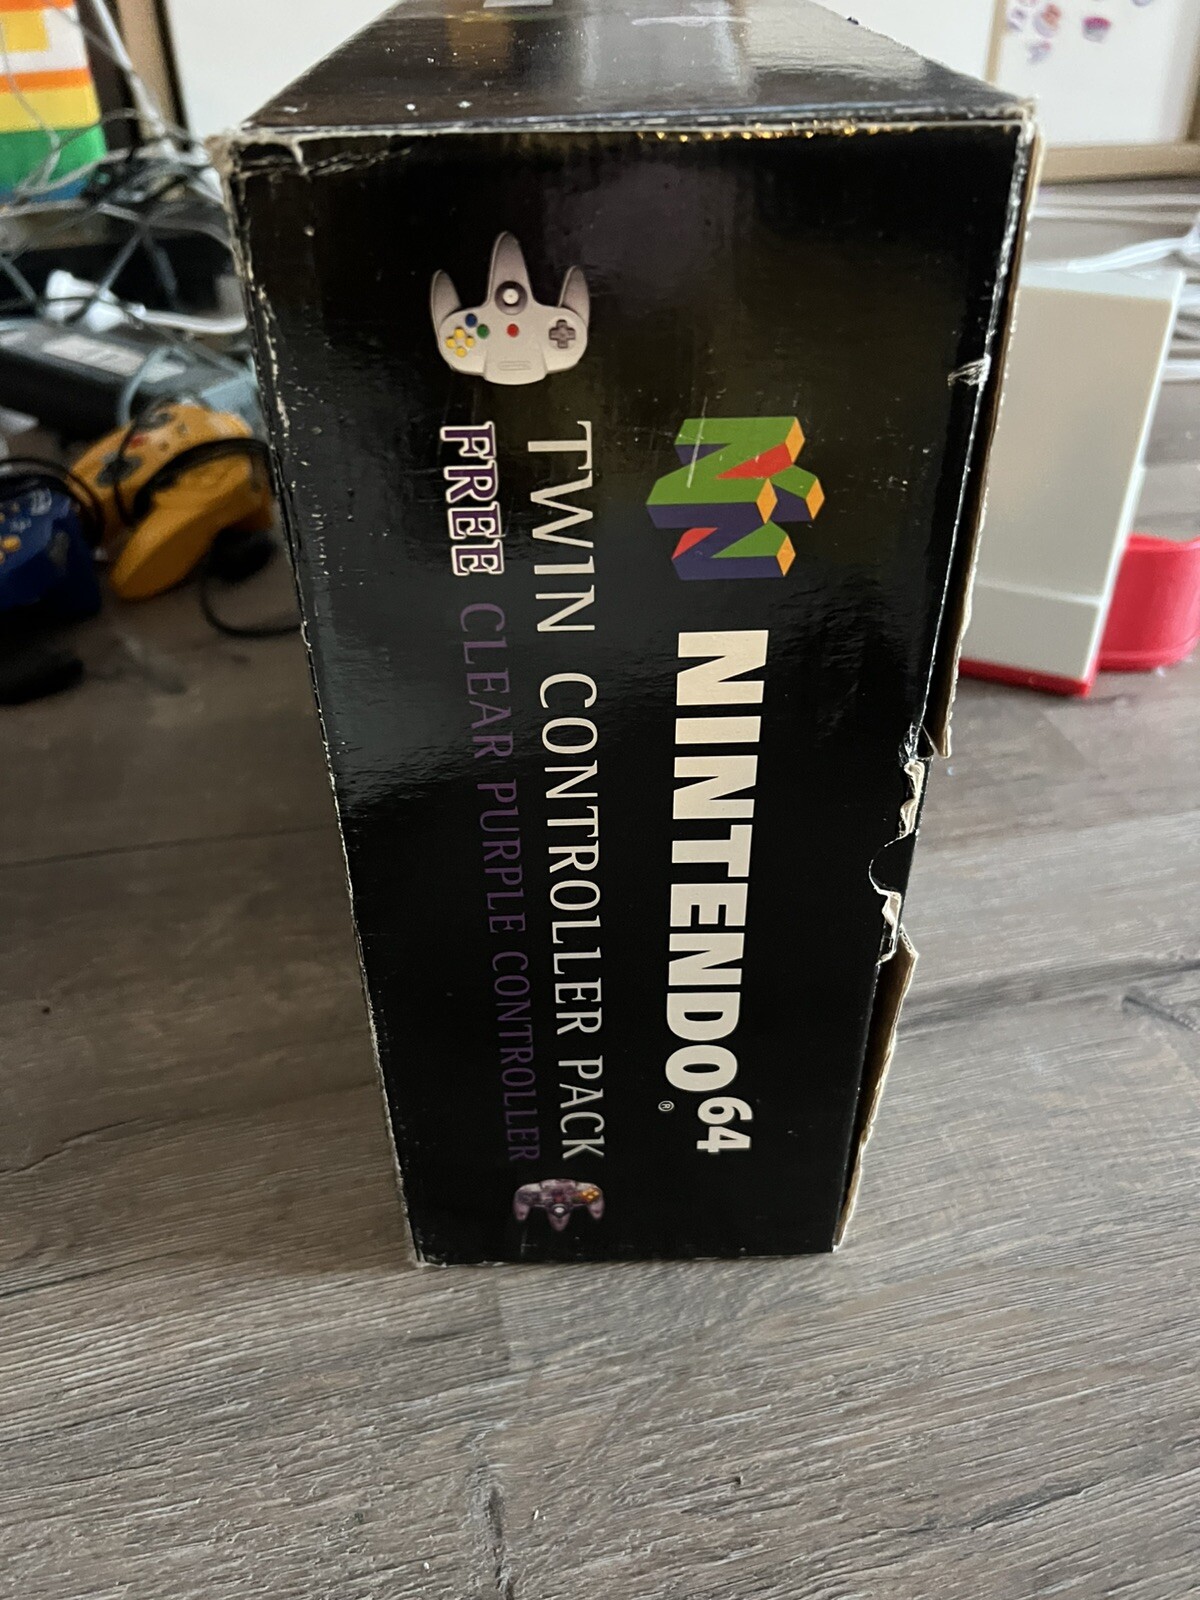 NINTENDO64®
TWIN CONTROLLER PACK
FREE CLEAR PURPLE CONTROLLER